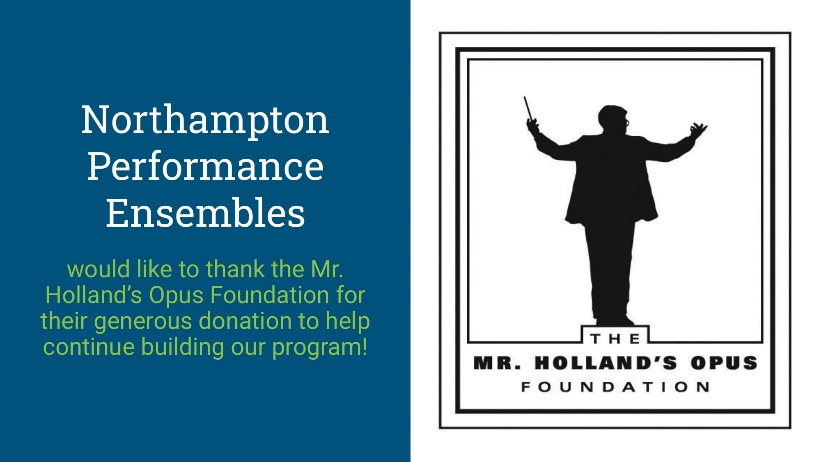 Northampton
Performance
Ensembles
would like to thank the Mr.
Holland’s Opus Foundation for
their generous donation to help
continue building our program!
THE
MR. HOLLAND’S OPUS
FOUNDATION